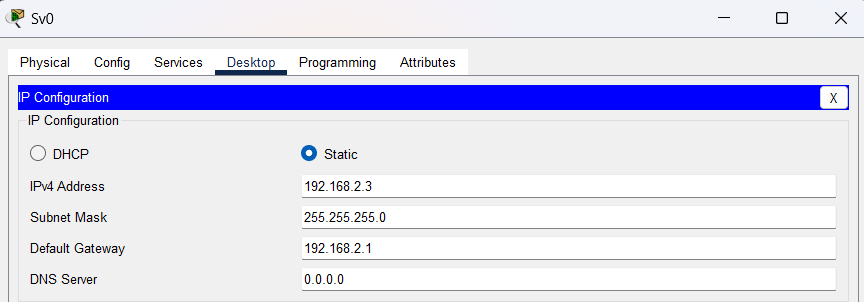 Sv0
Physical Config Services Desktop Programming Attributes
IP Configuration X
IP Configuration
DHCP Static
IPv4 Address 192.168.2.3
Subnet Mask 255.255.255.0
Default Gateway 192.168.2.1
DNS Server 0.0.0.0